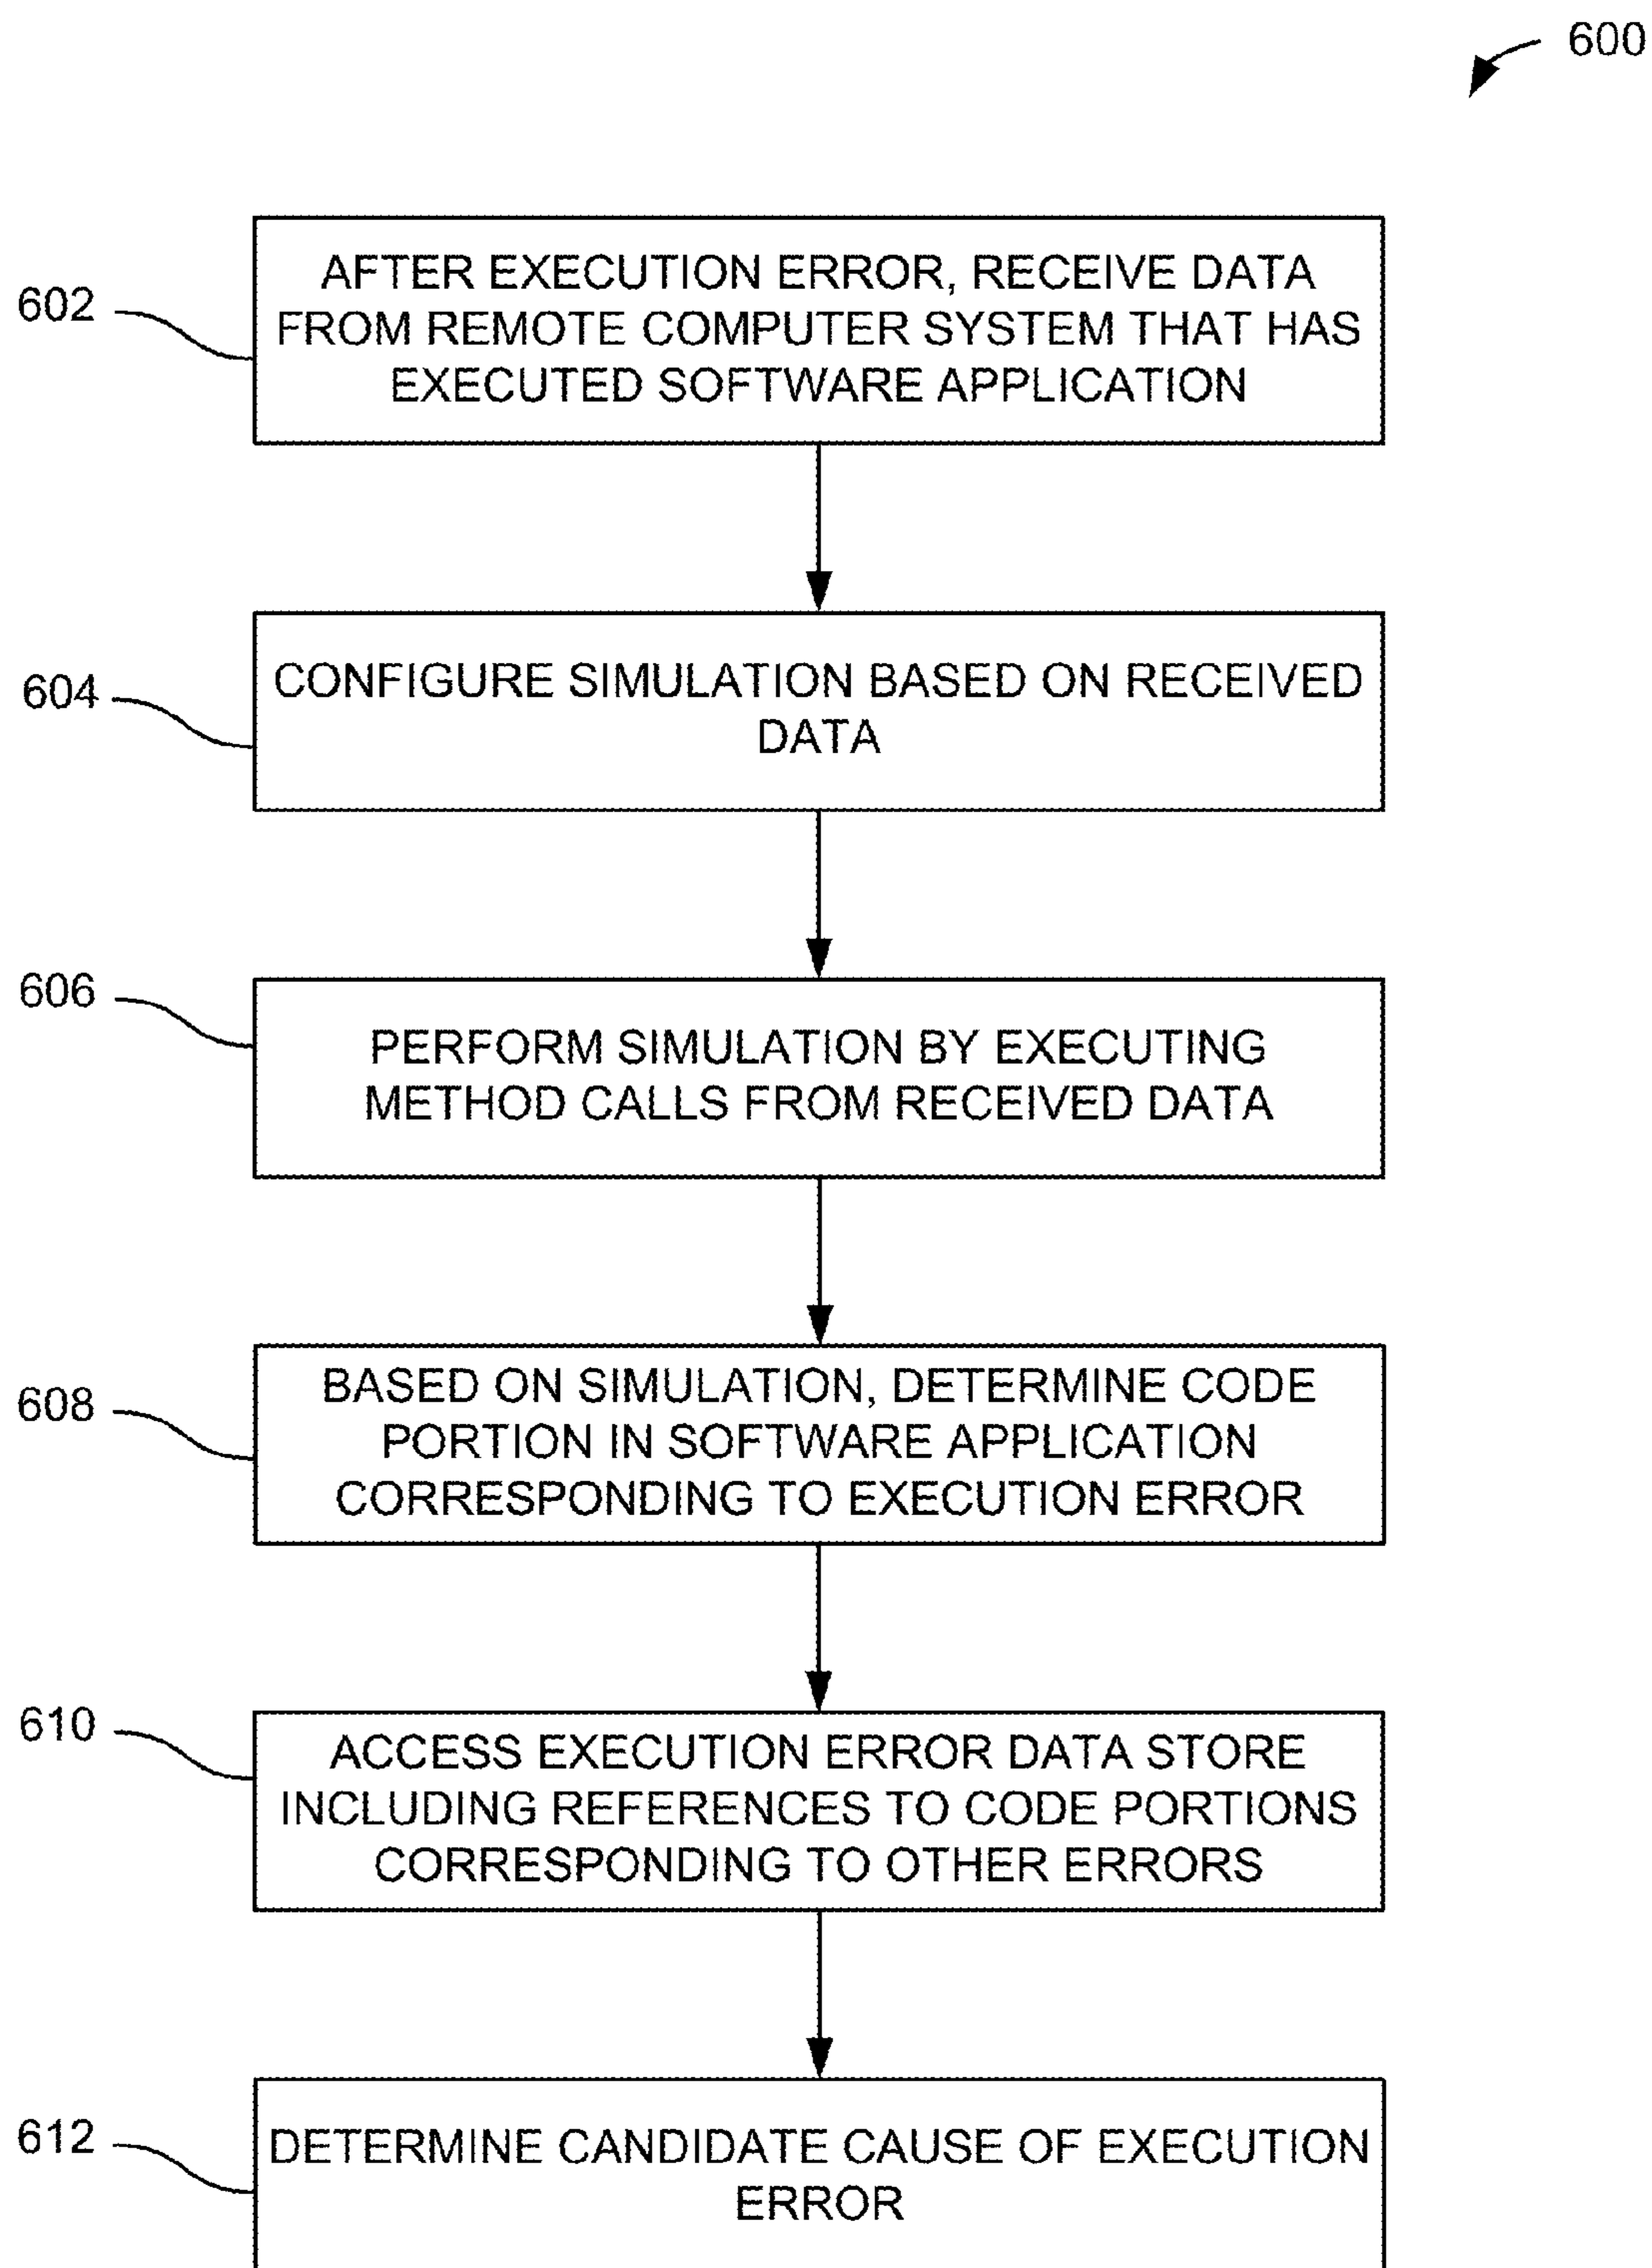 600
602
AFTER EXECUTION ERROR, RECEIVE DATA
FROM REMOTE COMPUTER SYSTEM THAT HAS
EXECUTED SOFTWARE APPLICATION
604
CONFIGURE SIMULATION BASED ON RECEIVED
DATA
606
PERFORM SIMULATION BY EXECUTING
METHOD CALLS FROM RECEIVED DATA
608
BASED ON SIMULATION, DETERMINE CODE
PORTION IN SOFTWARE APPLICATION
CORRESPONDING TO EXECUTION ERROR
610
ACCESS EXECUTION ERROR DATA STORE
INCLUDING REFERENCES TO CODE PORTIONS
CORRESPONDING TO OTHER ERRORS
612
DETERMINE CANDIDATE CAUSE OF EXECUTION
ERROR